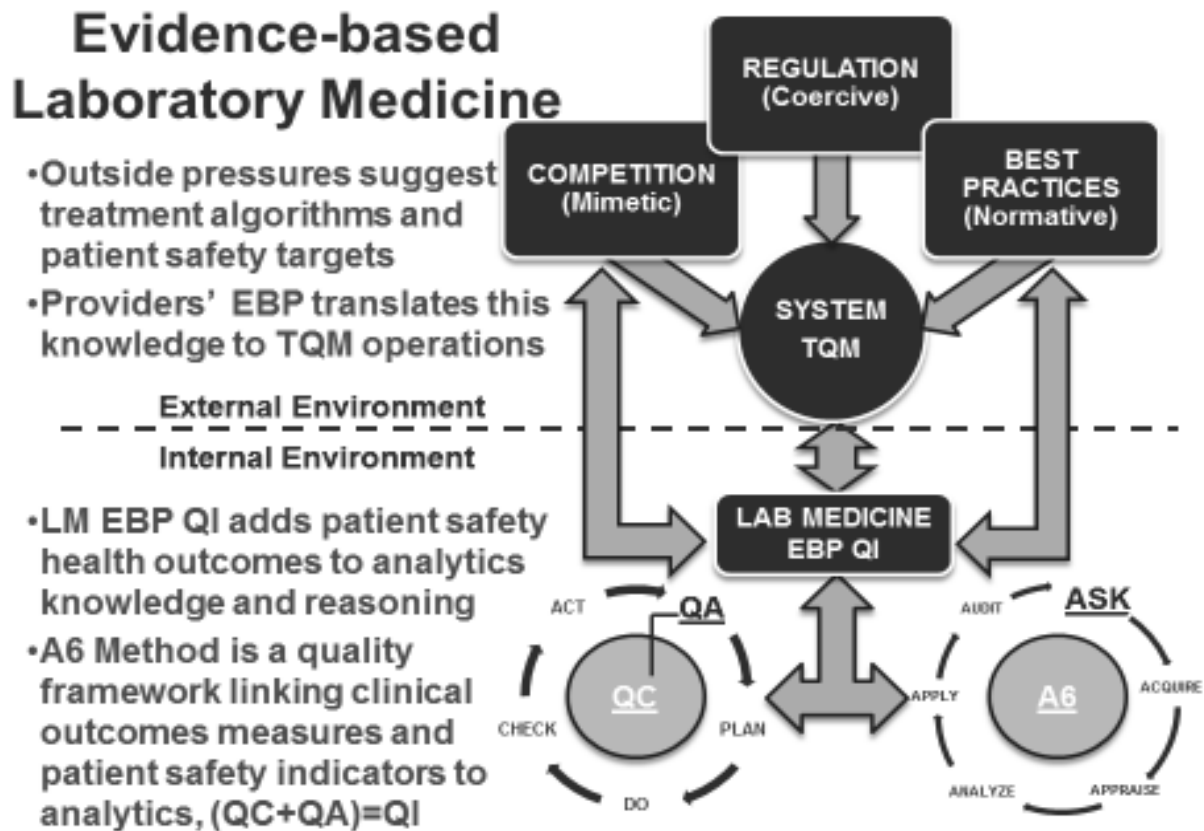 Evidence-based
Laboratory Medicine
•Outside pressures suggest
treatment algorithms and
patient safety targets
•Providers’ EBP translates this
knowledge to TQM operations
External Environment
Internal Environment
•LM EBP QI adds patient safety
health outcomes to analytics
knowledge and reasoning
•A6 Method is a quality
framework linking clinical
outcomes measures and
patient safety indicators to
analytics, (QC+QA)=QI
REGULATION
(Coercive)
COMPETITION
(Mimetic)
BEST
PRACTICES
(Normative)
SYSTEM
TQM
LAB MEDICINE
EBP QI
ACT
QA
QC
CHECK
PLAN
DO
AUDIT
ASK
APPLY
A6
ACQUIRE
ANALYZE
APPRAISE